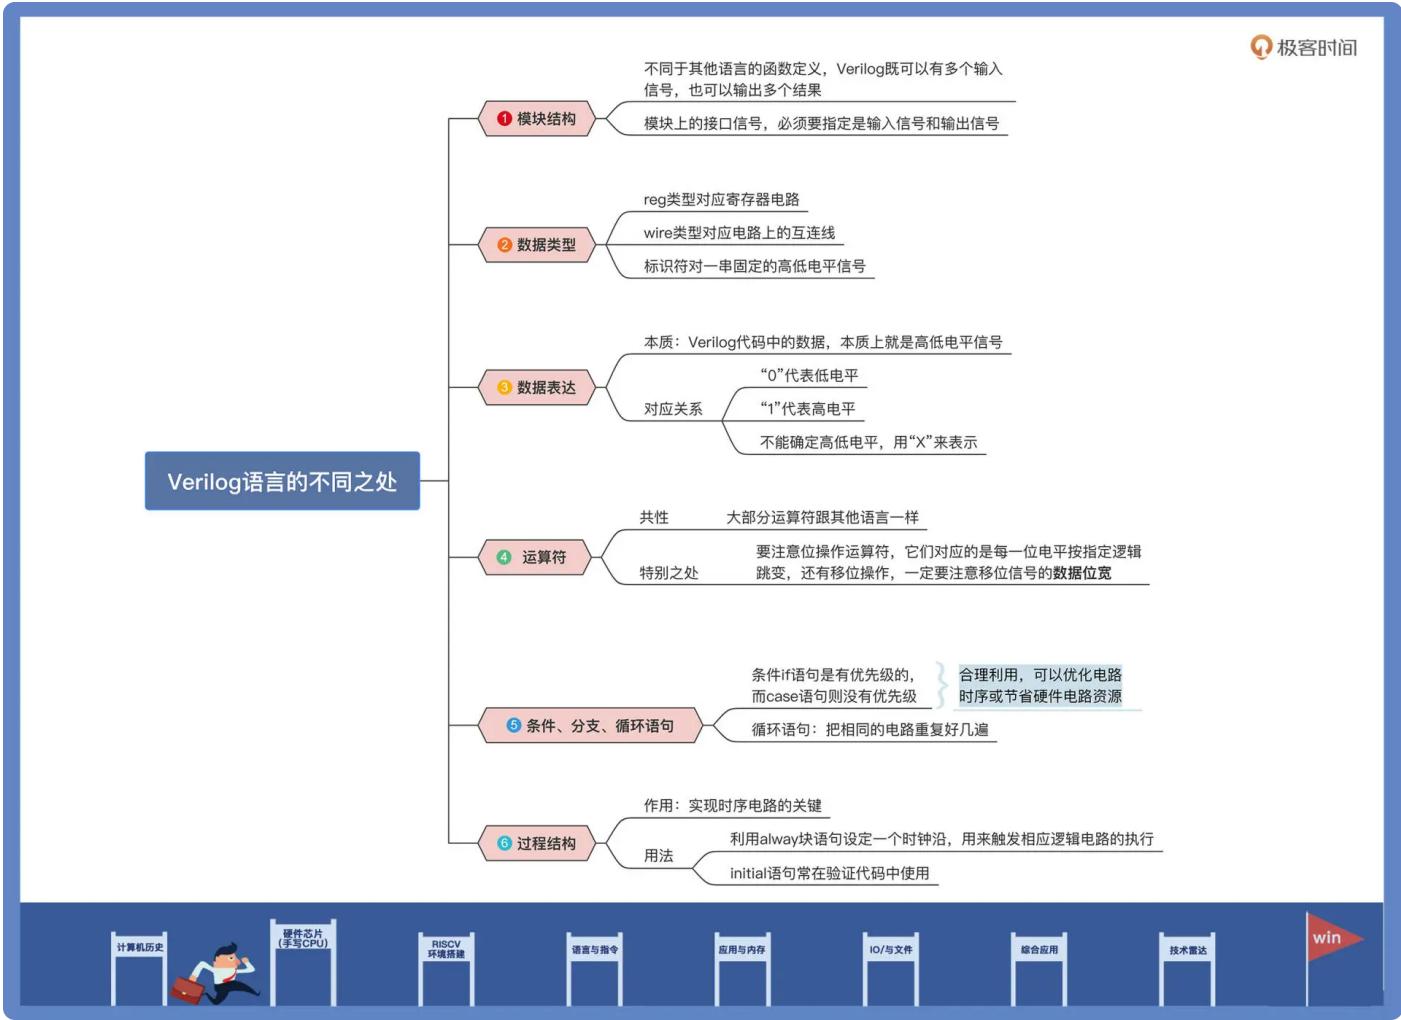 极客时间
Verilog语言的不同之处
1 模块结构
不同于其他语言的函数定义，Verilog既可以有多个输入
信号，也可以输出多个结果
模块上的接口信号，必须要指定是输入信号和输出信号
2 数据类型
reg类型对应寄存器电路
wire类型对应电路上的互连线
标识符对一串固定的高低电平信号
3 数据表达
本质：Verilog代码中的数据，本质上就是高低电平信号
对应关系
“0”代表低电平
“1”代表高电平
不能确定高低电平，用“X”来表示
4 运算符
共性
大部分运算符跟其他语言一样
特别之处
要注意位操作运算符，它们对应的是每一位电平按指定逻辑
跳变，还有移位操作，一定要注意移位信号的数据位宽
5 条件、分支、循环语句
条件if语句是有优先级的，
而case语句则没有优先级
合理利用，可以优化电路
时序或节省硬件电路资源
循环语句：把相同的电路重复好几遍
6 过程结构
作用：实现时序电路的关键
用法
利用alway块语句设定一个时钟沿，用来触发相应逻辑电路的执行
initial语句常在验证代码中使用
计算机历史
硬件芯片
（手写CPU）
RISCV
环境搭建
语言与指令
应用与内存
IO/与文件
综合应用
技术雷达
win